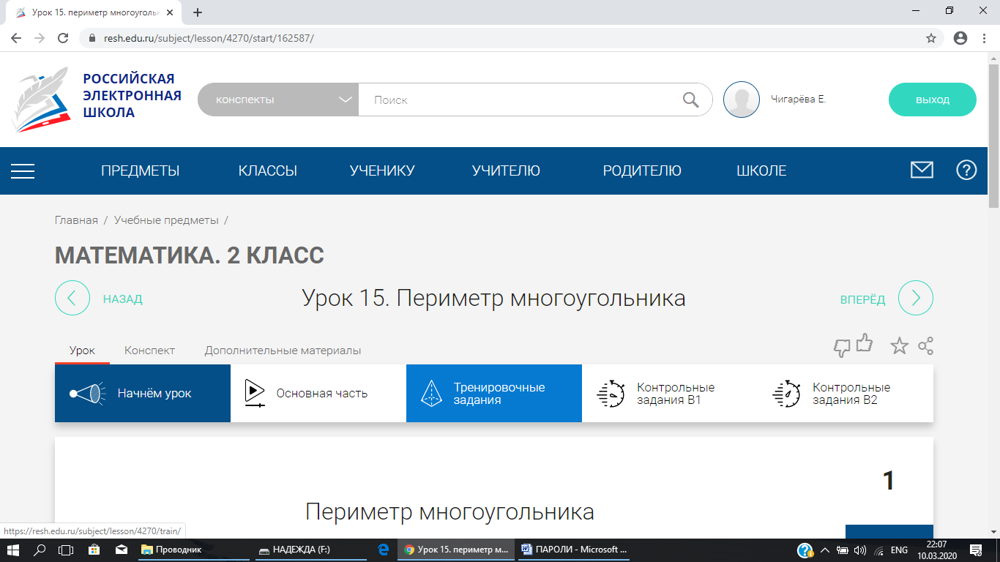 Урок 15. периметр многоуголь
resh.edu.ru/subject/lesson/4270/start/162587/
РОССИЙСКАЯ
ЭЛЕКТРОННАЯ
ШКОЛА
конспекты
Поиск
Чигарёва Е.
выход
ПРЕДМЕТЫ КЛАССЫ УЧЕНИКУ УЧИТЕЛЮ РОДИТЕЛЮ ШКОЛЕ
Главная / Учебные предметы /
МАТЕМАТИКА. 2 КЛАСС
НАЗАД
Урок 15. Периметр многоугольника
ВПЕРЁД
Урок Конспект Дополнительные материалы
Начнём урок
Основная часть
Тренировочные
задания
Контрольные
задания В1
Контрольные
задания В2
1
Периметр многоугольника
https://resh.edu.ru/subject/lesson/4270/train/
Проводник
НАДЕЖДА (F:)
Урок 15. периметр м...
ПАРОЛИ - Microsoft ...
ENG
22:07
10.03.2020